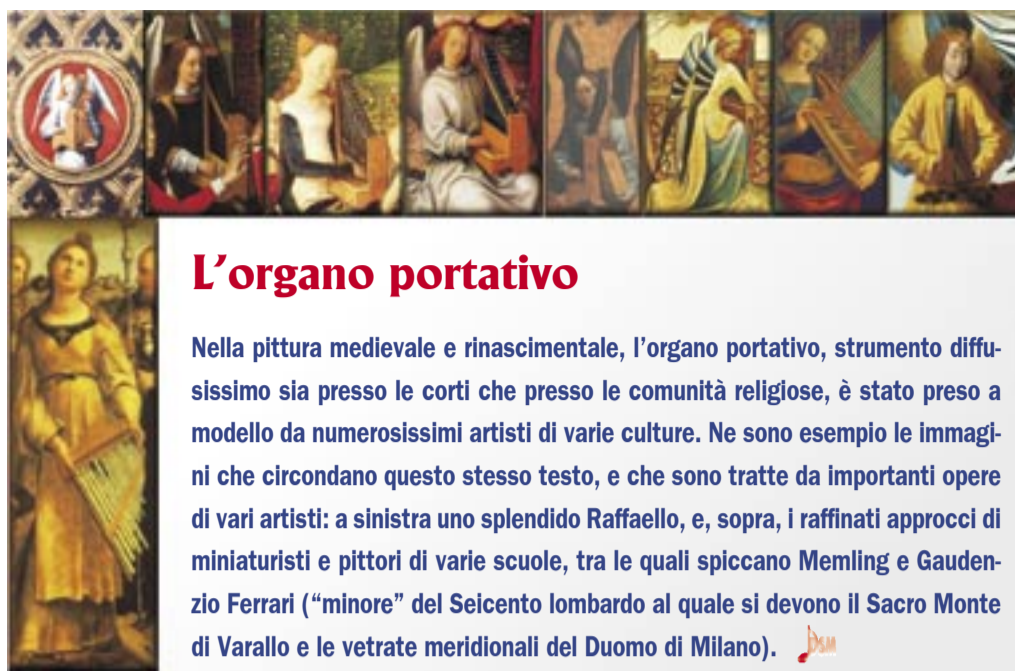 L'organo portativo
Nella pittura medievale e rinascimentale, l'organo portativo, strumento diffu-
sissimo sia presso le corti che presso le comunità religiose, è stato preso a
modello da numerosissimi artisti di varie culture. Ne sono esempio le immagi-
ni che circondano questo stesso testo, e che sono tratte da importanti opere
di vari artisti: a sinistra uno splendido Raffaello, e, sopra, i raffinati approcci di
miniaturisti e pittori di varie scuole, tra le quali spiccano Memling e Gauden-
zio Ferrari (“minore” del Seicento lombardo al quale si devono il Sacro Monte
di Varallo e le vetrate meridionali del Duomo di Milano).